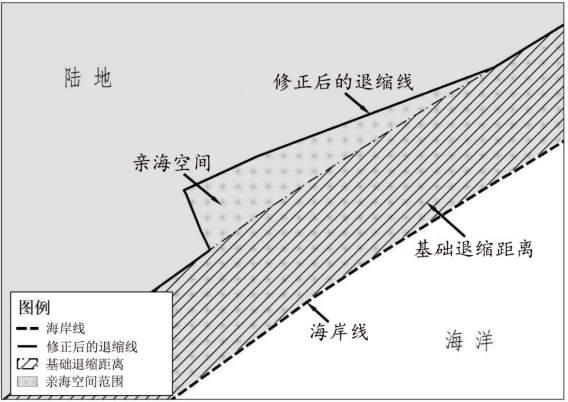 陆地
修正后的退缩线
亲海空间
基础退缩距离
海岸线
海洋
图例
海岸线
修正后的退缩线
基础退缩距离
亲海空间范围